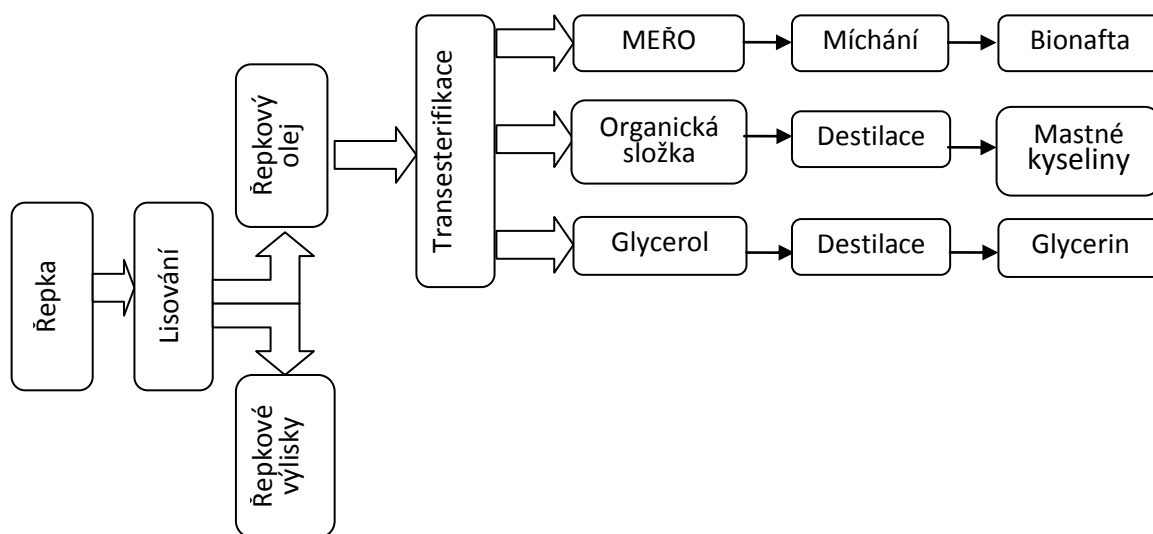 Řepka
Lisování
Řepkový
olej
Řepkové
výlisky
Transesterifikace
MEŘO
Míchání
Bionafta
Organická
složka
Destilace
Mastné
kyseliny
Glycerol
Destilace
Glycerin